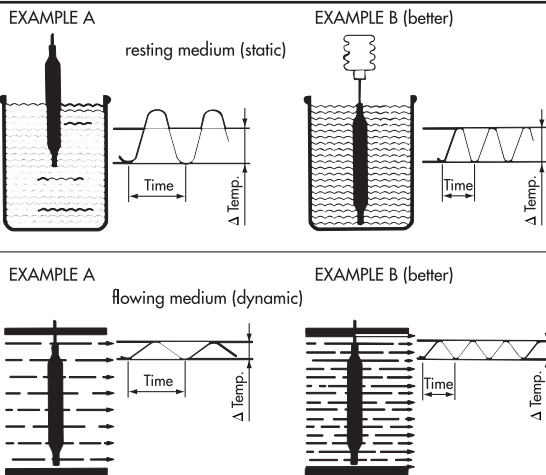 EXAMPLE A
EXAMPLE B (better)
resting medium (static)
Time
Δ Temp.
Time
Δ Temp.
EXAMPLE A
EXAMPLE B (better)
flowing medium (dynamic)
Time
Δ Temp.
Time
Δ Temp.